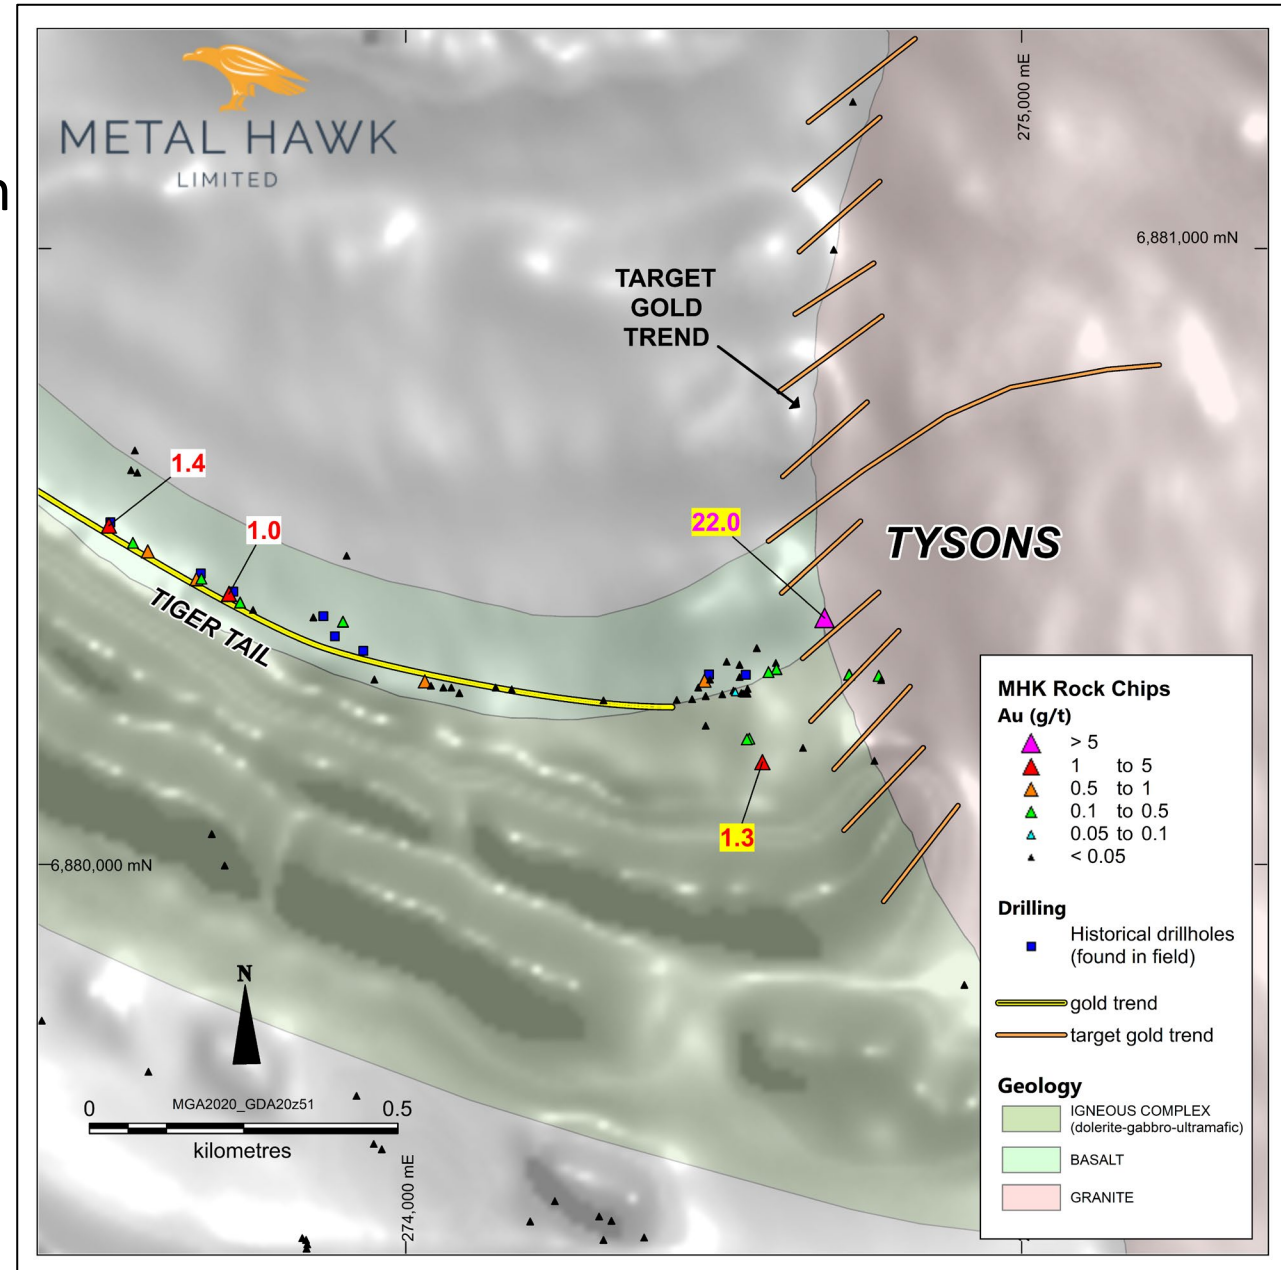 n
METAL HAWK
LIMITED
275,000 mE
6,881,000 mN
TARGET
GOLD
TREND
1.4
1.0
22.0
TYSONS
TIGER TAIL
1.3
6,880,000 mN
N
MGA2020_GDA20z51
0 0.5
kilometres
274,000 mE
MHK Rock Chips
Au (g/t)
> 5
1 to 5
0.5 to 1
0.1 to 0.5
0.05 to 0.1
< 0.05
Drilling
Historical drillholes
(found in field)
gold trend
target gold trend
Geology
IGNEOUS COMPLEX
(dolerite-gabbro-ultramafic)
BASALT
GRANITE